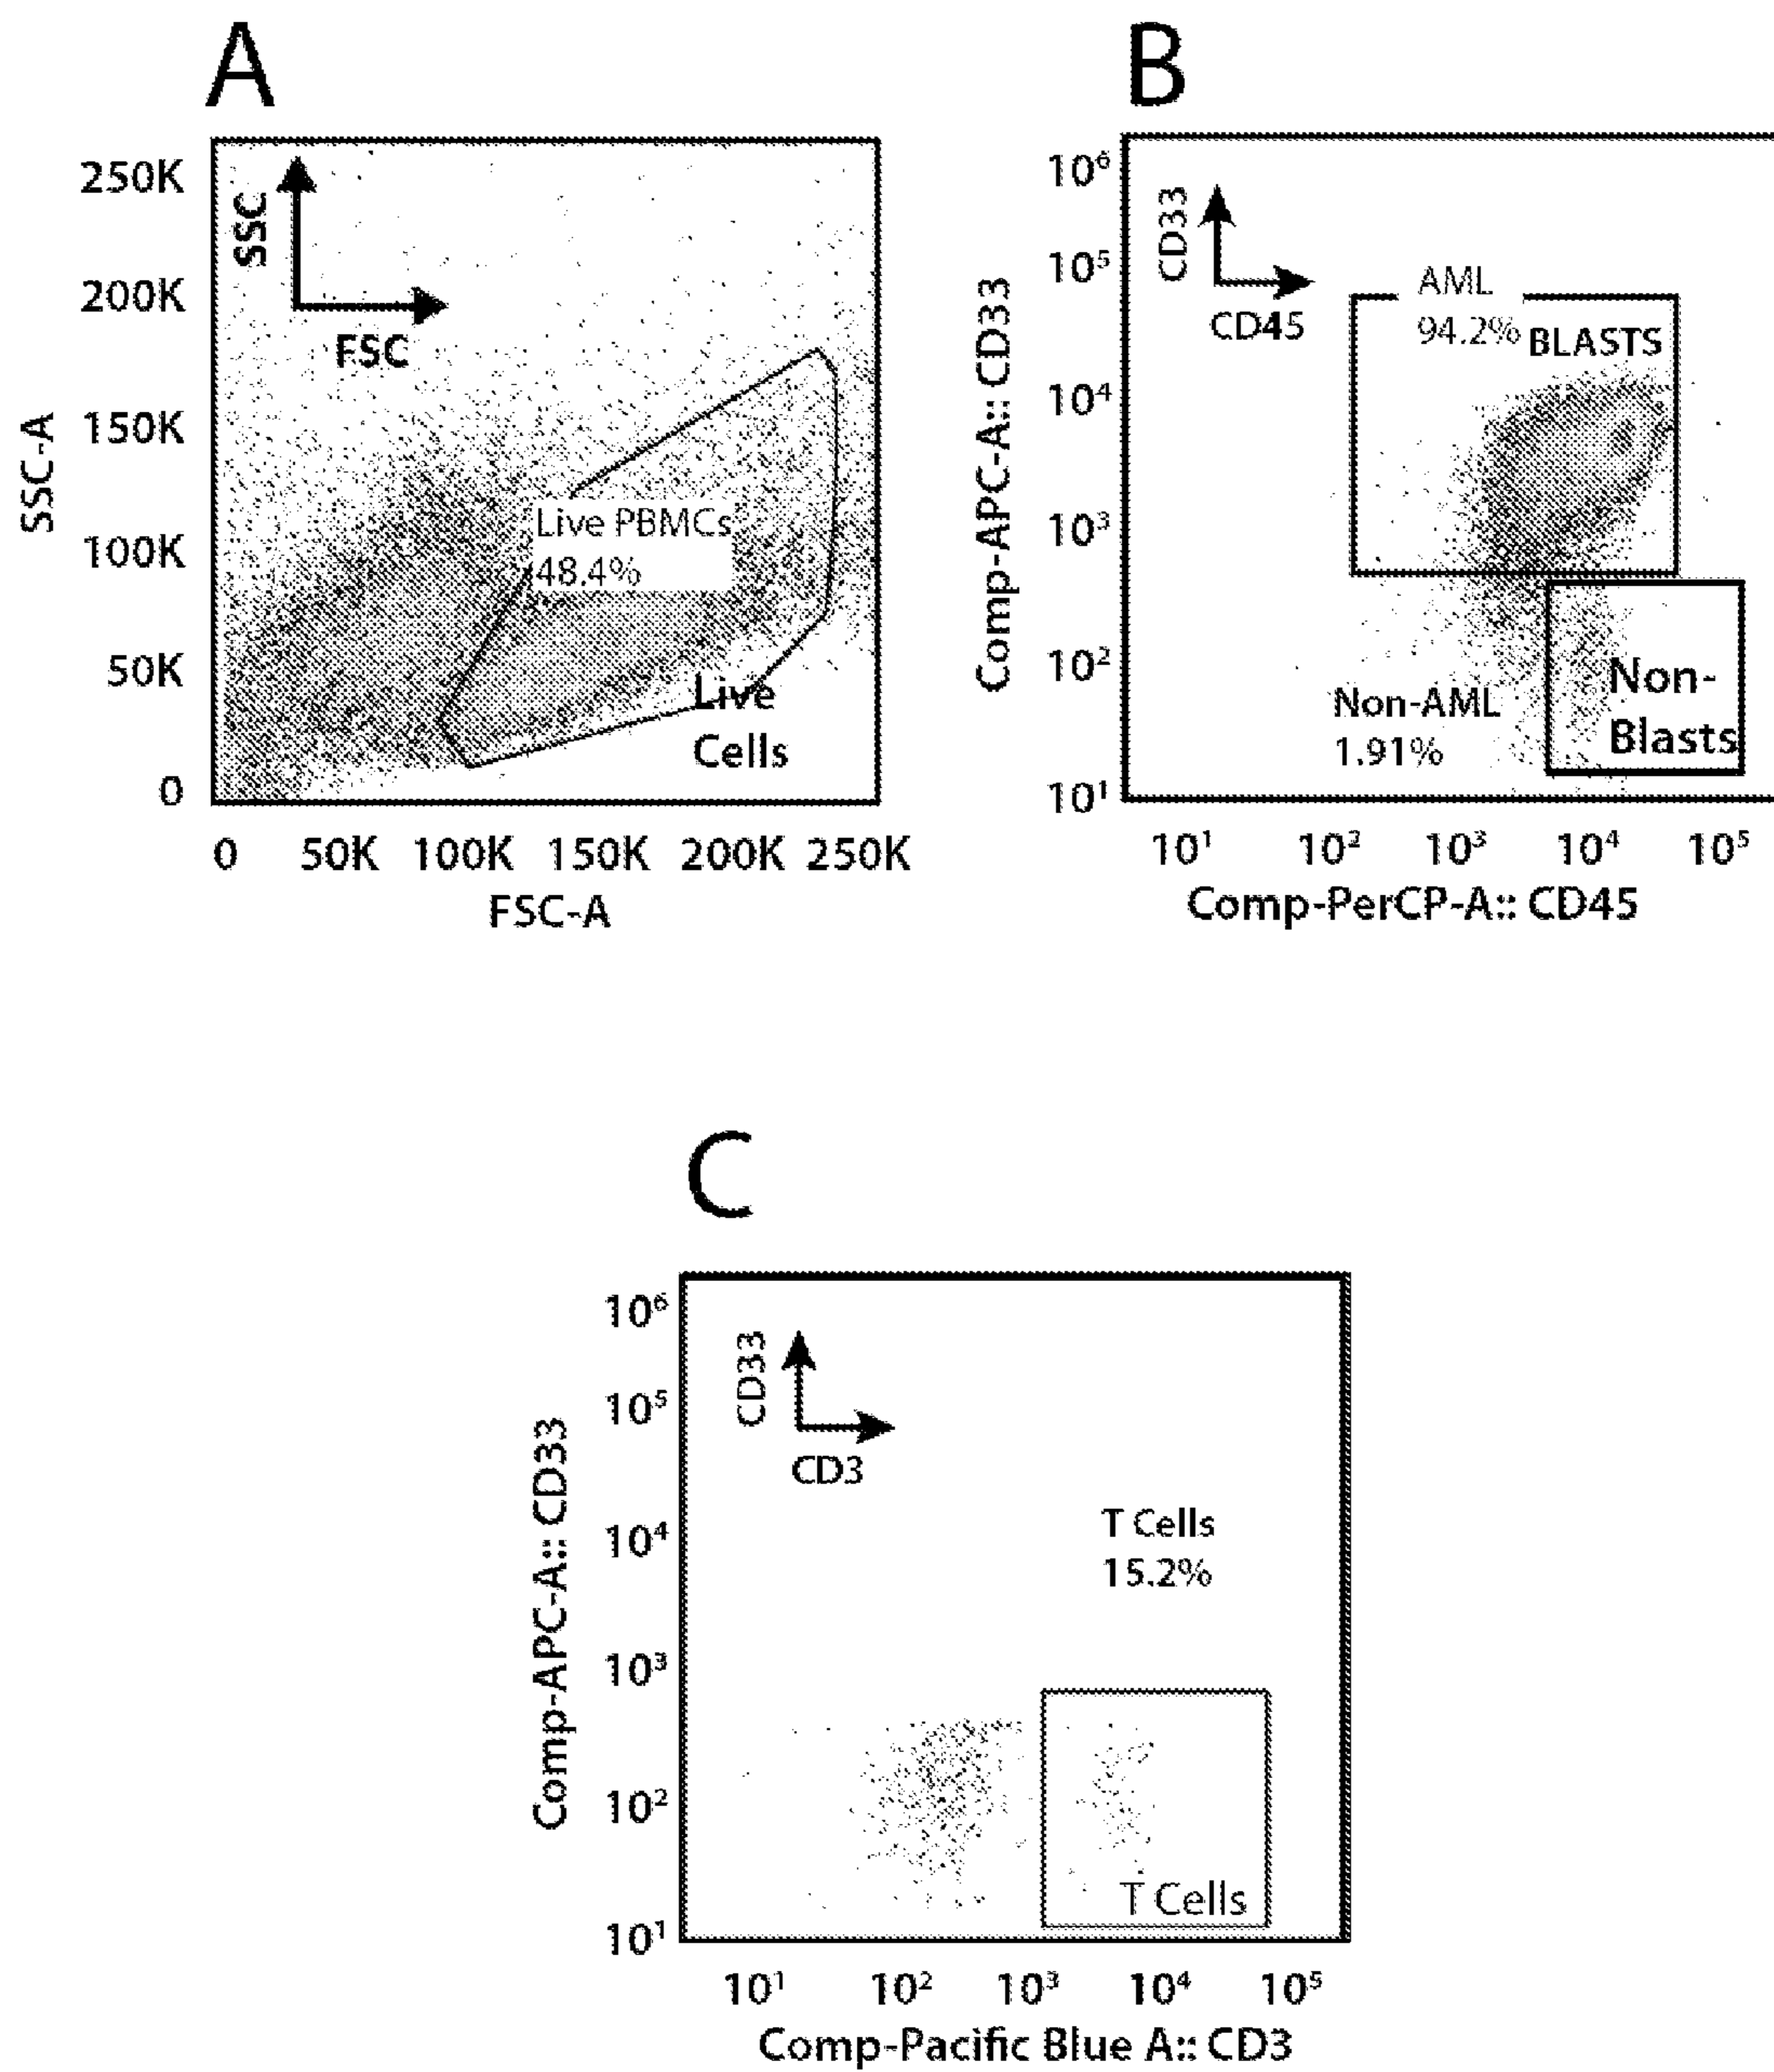 A
250K
200K
150K
100K
50K
0
SSC-A
SSC
FSC
Live PBMCs
48.4%
Live
Cells
0 50K 100K 150K 200K 250K
FSC-A
B
10⁶
10⁵
10⁴
10³
10²
10¹
Comp-APC-A:: CD33
CD33
CD45
AML
94.2%
BLASTS
Non-AML
1.91%
Non-
Blasts
10¹ 10² 10³ 10⁴ 10⁵
Comp-PerCP-A:: CD45
C
10⁶
10⁵
10⁴
10³
10²
10¹
Comp-APC-A:: CD33
CD33
CD3
T Cells
15.2%
T Cells
10¹ 10² 10³ 10⁴ 10⁵
Comp-Pacific Blue A:: CD3